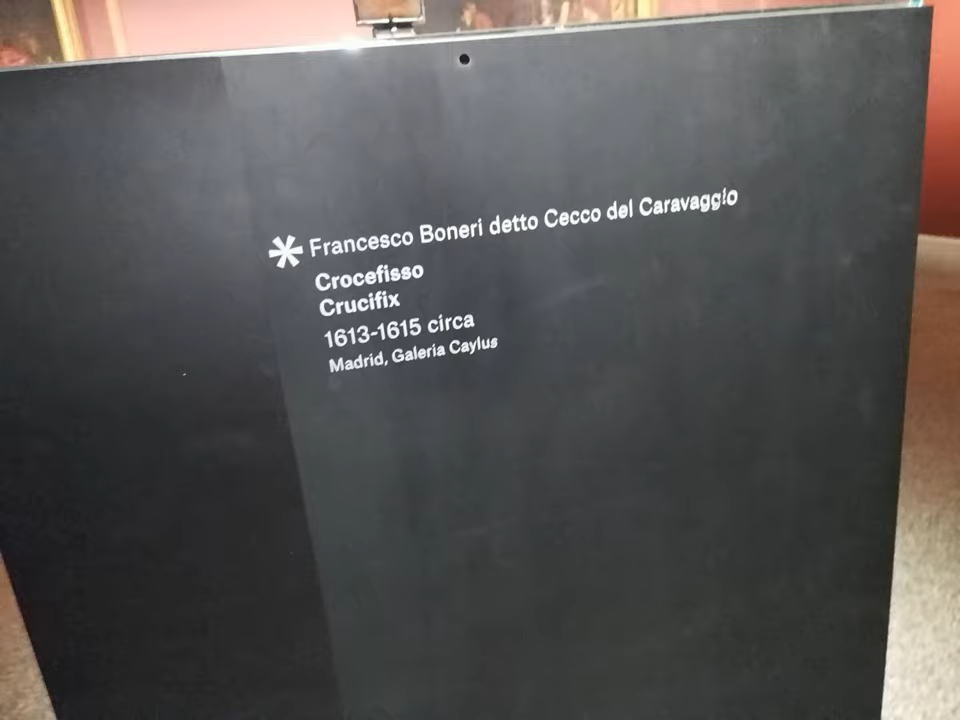 * Francesco Boneri detto Cecco del Caravaggio
Crocefisso
Crucifix
1613-1615 circa
Madrid, Galeria Caylus